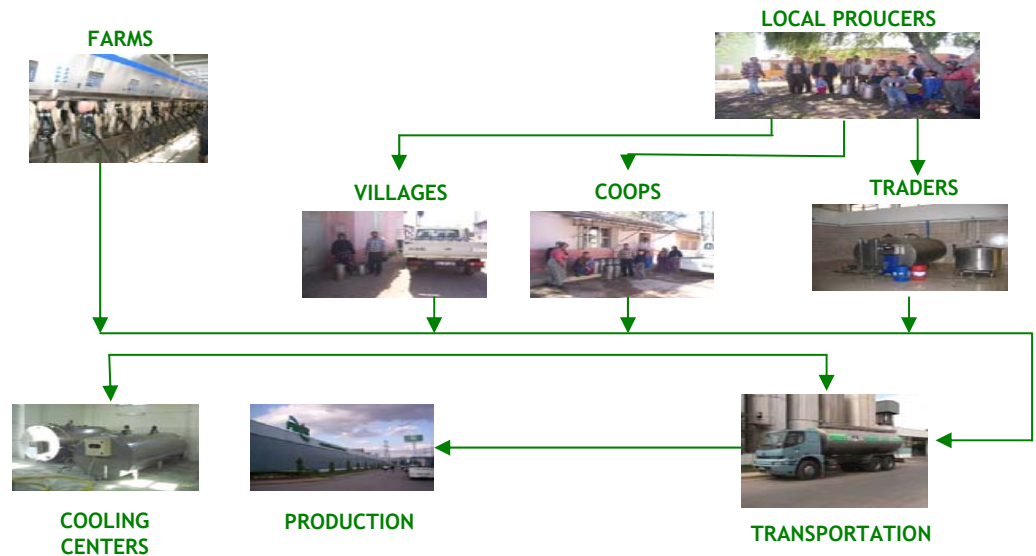 LOCAL PROUCERS
FARMS
VILLAGES
COOPS
TRADERS
COOLING
CENTERS
PRODUCTION
TRANSPORTATION